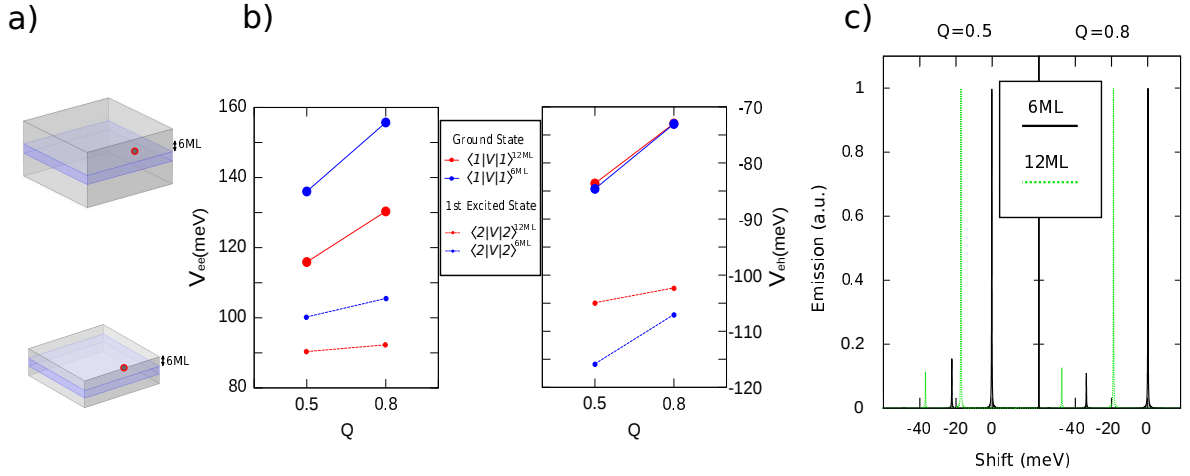 a)
6ML
6ML
b)
160
140
120
100
80
V_ee(meV)
0.5 0.8
Q
Ground State
⟨1|V|1⟩^12ML
⟨1|V|1⟩^6ML
1st Excited State
⟨2|V|2⟩^12ML
⟨2|V|2⟩^6ML
-70
-80
-90
-100
-110
-120
V_eh(meV)
0.5 0.8
Q
c)
Q=0.5 Q=0.8
1
0.8
0.6
0.4
0.2
0
Emission (a.u.)
6ML
12ML
-40 -20 0 -40 -20 0
Shift (meV)